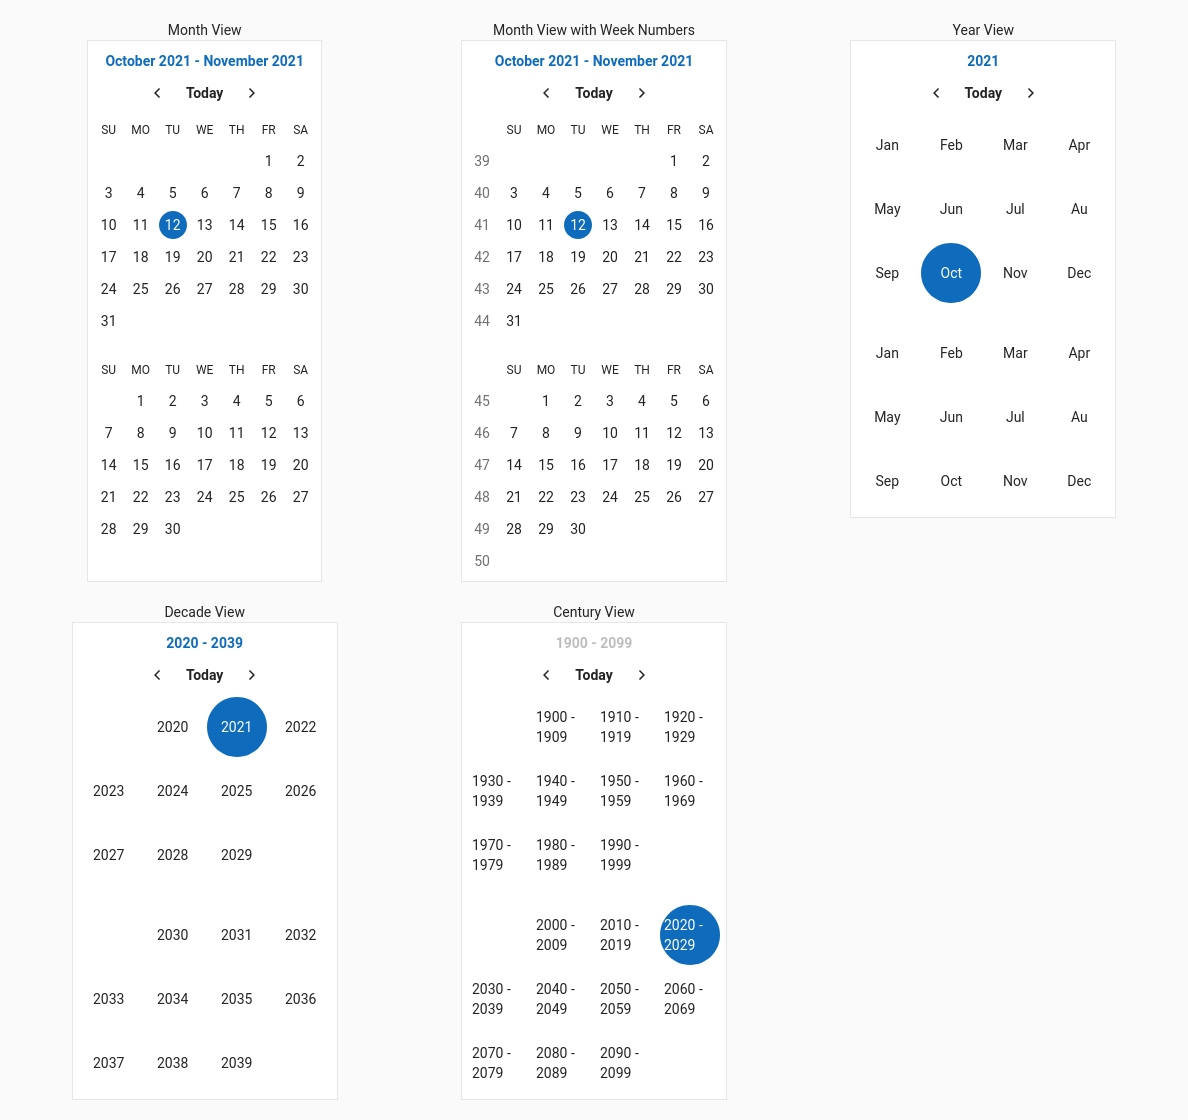 Month View
October 2021 - November 2021
Today
SU MO TU WE TH FR SA
1 2
3 4 5 6 7 8 9
10 11 12 13 14 15 16
17 18 19 20 21 22 23
24 25 26 27 28 29 30
31
SU MO TU WE TH FR SA
1 2 3 4 5 6
7 8 9 10 11 12 13
14 15 16 17 18 19 20
21 22 23 24 25 26 27
28 29 30
Month View with Week Numbers
October 2021 - November 2021
Today
SU MO TU WE TH FR SA
39 1 2
40 3 4 5 6 7 8 9
41 10 11 12 13 14 15 16
42 17 18 19 20 21 22 23
43 24 25 26 27 28 29 30
44 31
SU MO TU WE TH FR SA
45 1 2 3 4 5 6
46 7 8 9 10 11 12 13
47 14 15 16 17 18 19 20
48 21 22 23 24 25 26 27
49 28 29 30
50
Year View
2021
Today
Jan Feb Mar Apr
May Jun Jul Au
Sep Oct Nov Dec
Jan Feb Mar Apr
May Jun Jul Au
Sep Oct Nov Dec
Decade View
2020 - 2039
Today
2020 2021 2022
2023 2024 2025 2026
2027 2028 2029
2030 2031 2032
2033 2034 2035 2036
2037 2038 2039
Century View
1900 - 2099
Today
1900 - 1910 - 1920 -
1909 1919 1929
1930 - 1940 - 1950 - 1960 -
1939 1949 1959 1969
1970 - 1980 - 1990 -
1979 1989 1999
2000 - 2010 - 2020 -
2009 2019 2029
2030 - 2040 - 2050 - 2060 -
2039 2049 2059 2069
2070 - 2080 - 2090 -
2079 2089 2099